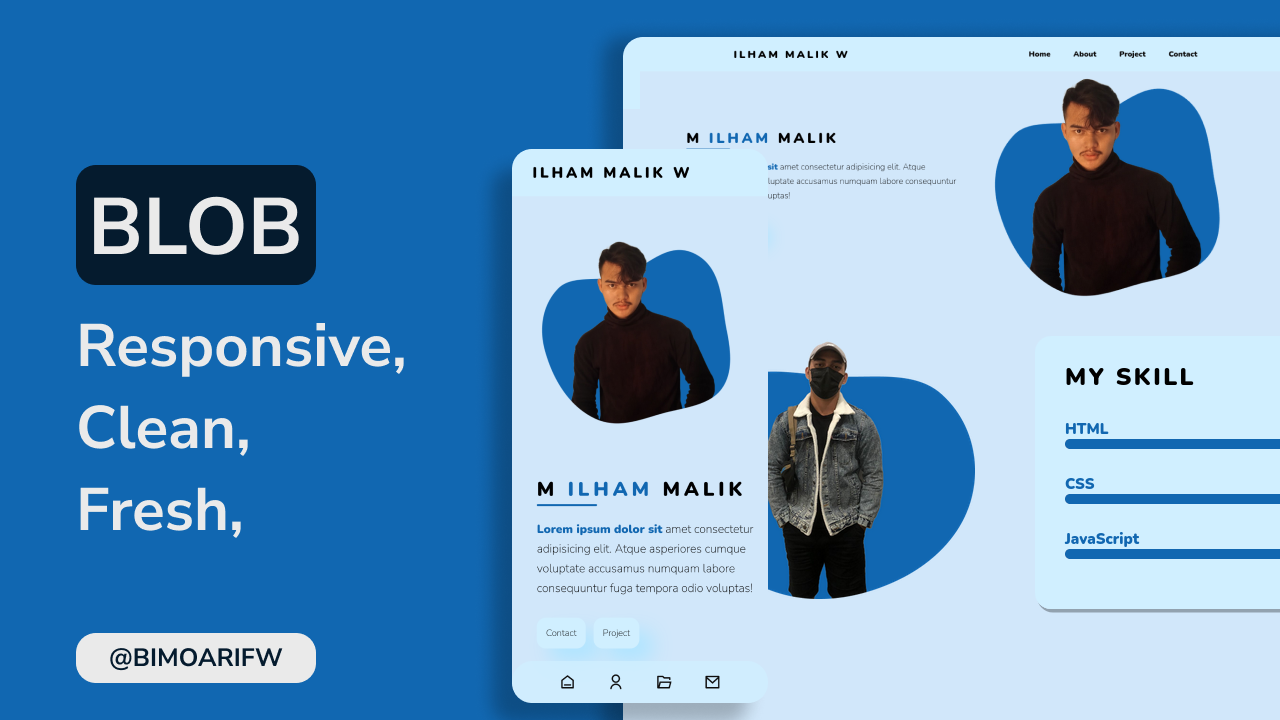 BLOB
Responsive,
Clean,
Fresh,
@BIMOARIFW
ILHAM MALIK W
M ILHAM MALIK
Lorem ipsum dolor sit amet consectetur
adipisicing elit. Atque asperiores cumque
voluptate accusamus numquam labore
consequuntur fuga tempora odio voluptas!
Contact
Project
ILHAM MALIK W
Home
About
Project
Contact
M ILHAM MALIK
sit amet consectetur adipisicing elit. Atque
luptate accusamus numquam labore consequuntur
uptas!
MY SKILL
HTML
CSS
JavaScript